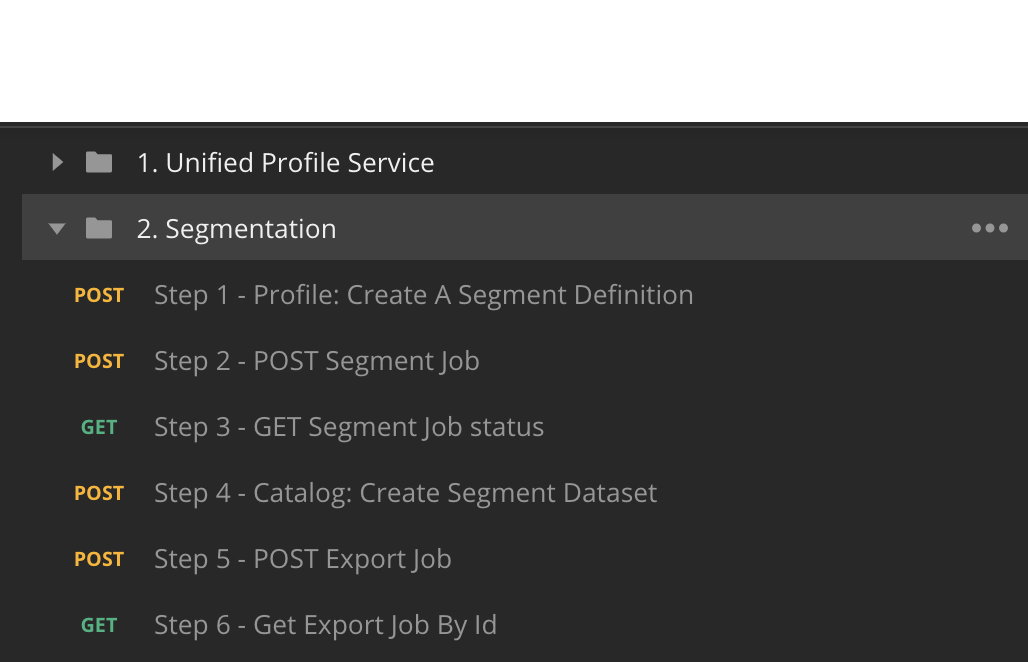 1. Unified Profile Service
2. Segmentation
POST Step 1 - Profile: Create A Segment Definition
POST Step 2 - POST Segment Job
GET Step 3 - GET Segment Job status
POST Step 4 - Catalog: Create Segment Dataset
POST Step 5 - POST Export Job
GET Step 6 - Get Export Job By Id